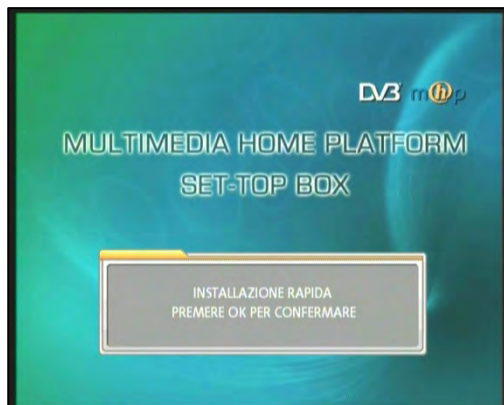 DVB mhp
MULTIMEDIA HOME PLATFORM
SET-TOP BOX
INSTALLAZIONE RAPIDA
PREMERE OK PER CONFERMARE